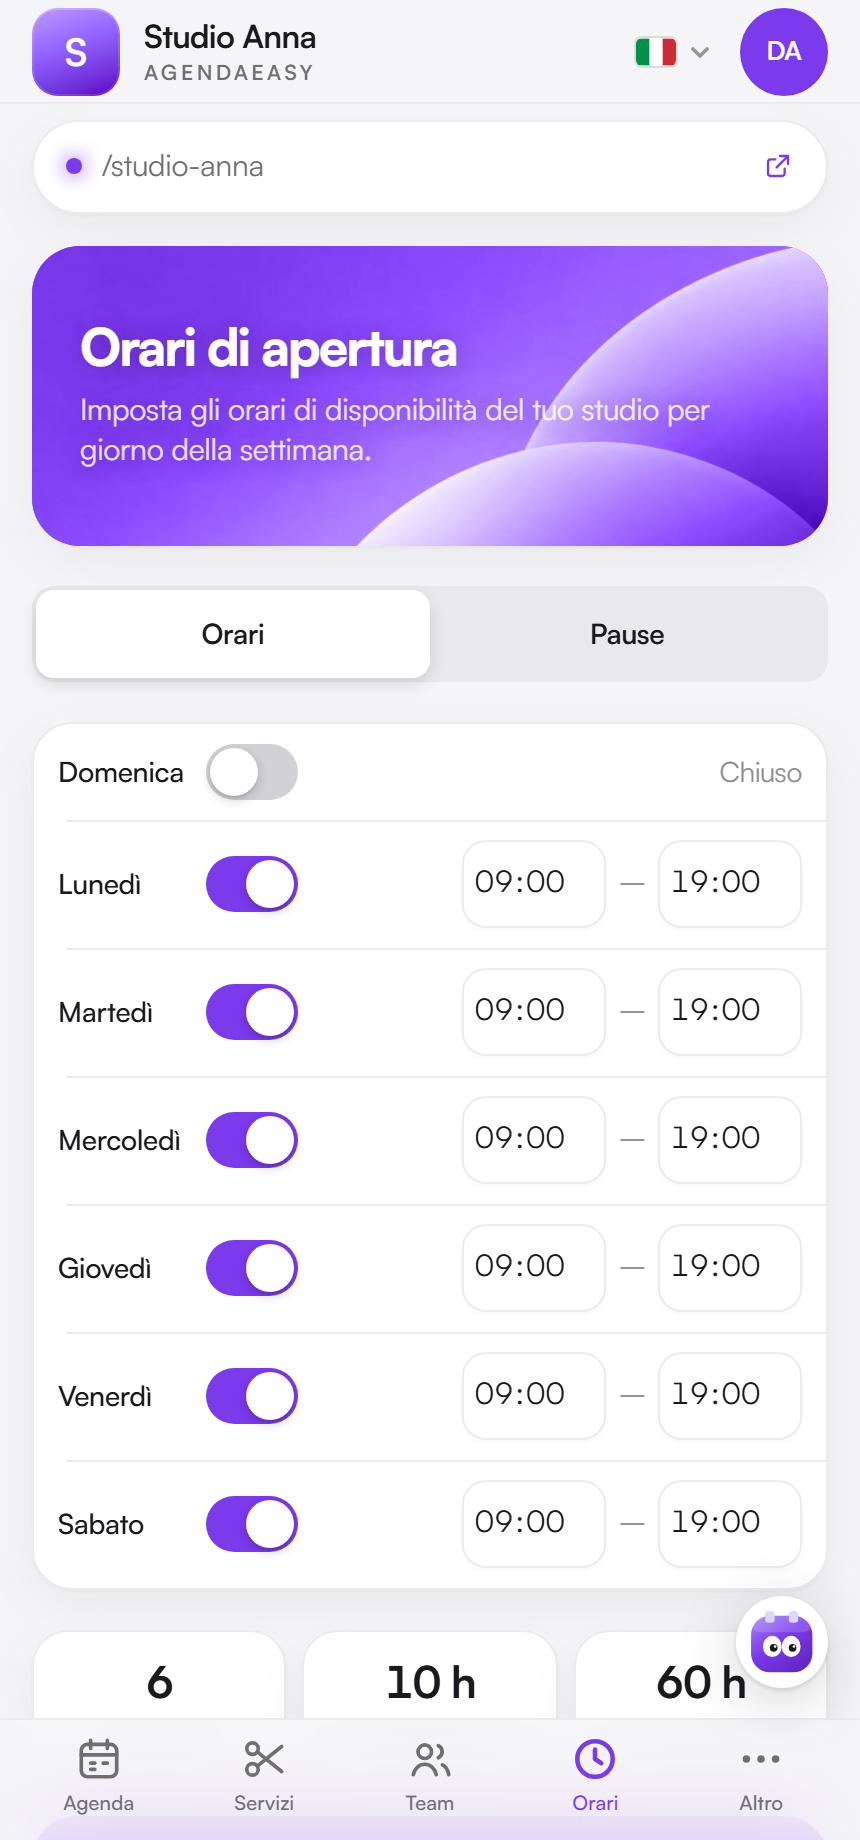 S
Studio Anna
AGENDAEASY
DA
/studio-anna
Orari di apertura
Imposta gli orari di disponibilità del tuo studio per
giorno della settimana.
Orari
Pause
Domenica
Chiuso
Lunedì
09:00 — 19:00
Martedì
09:00 — 19:00
Mercoledì
09:00 — 19:00
Giovedì
09:00 — 19:00
Venerdì
09:00 — 19:00
Sabato
09:00 — 19:00
6
10 h
60 h
Agenda
Servizi
Team
Orari
Altro